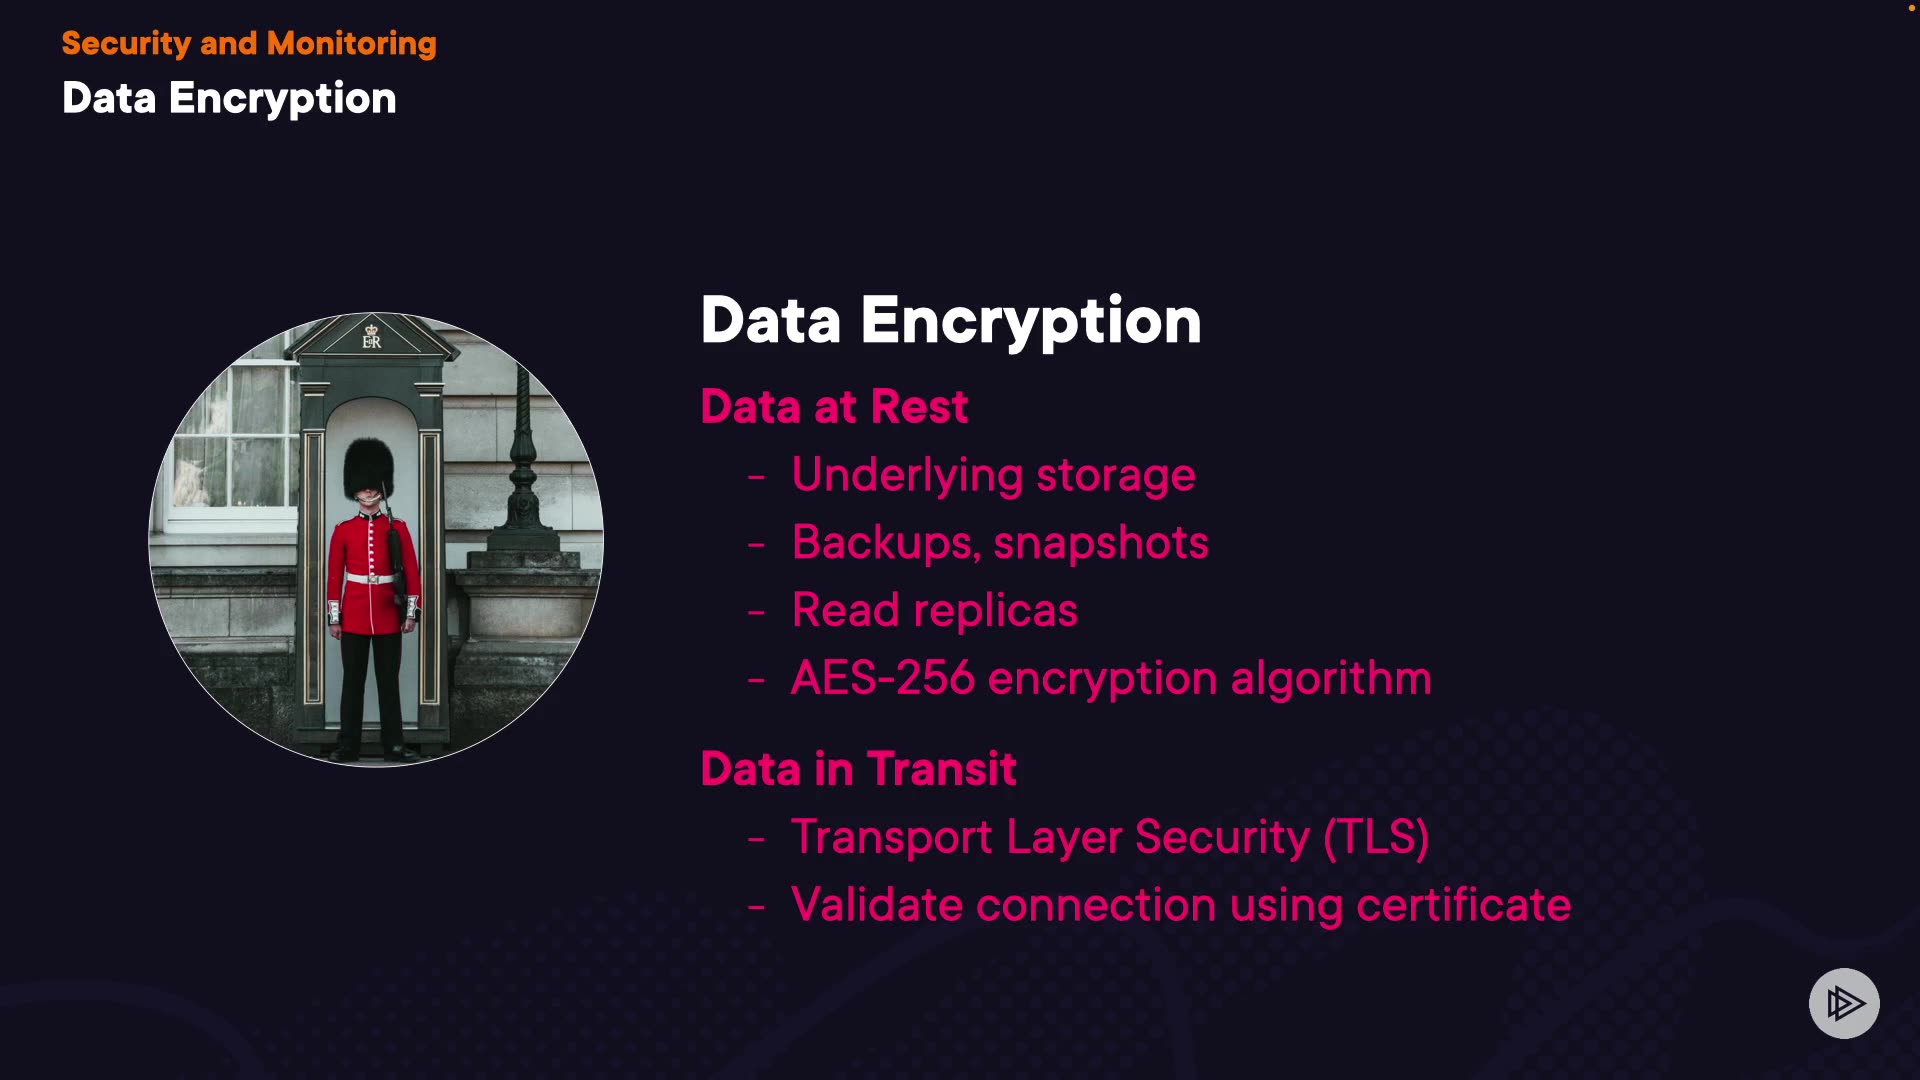 Security and Monitoring
Data Encryption
EIIR
Data Encryption
Data at Rest
- Underlying storage
- Backups, snapshots
- Read replicas
- AES-256 encryption algorithm
Data in Transit
- Transport Layer Security (TLS)
- Validate connection using certificate